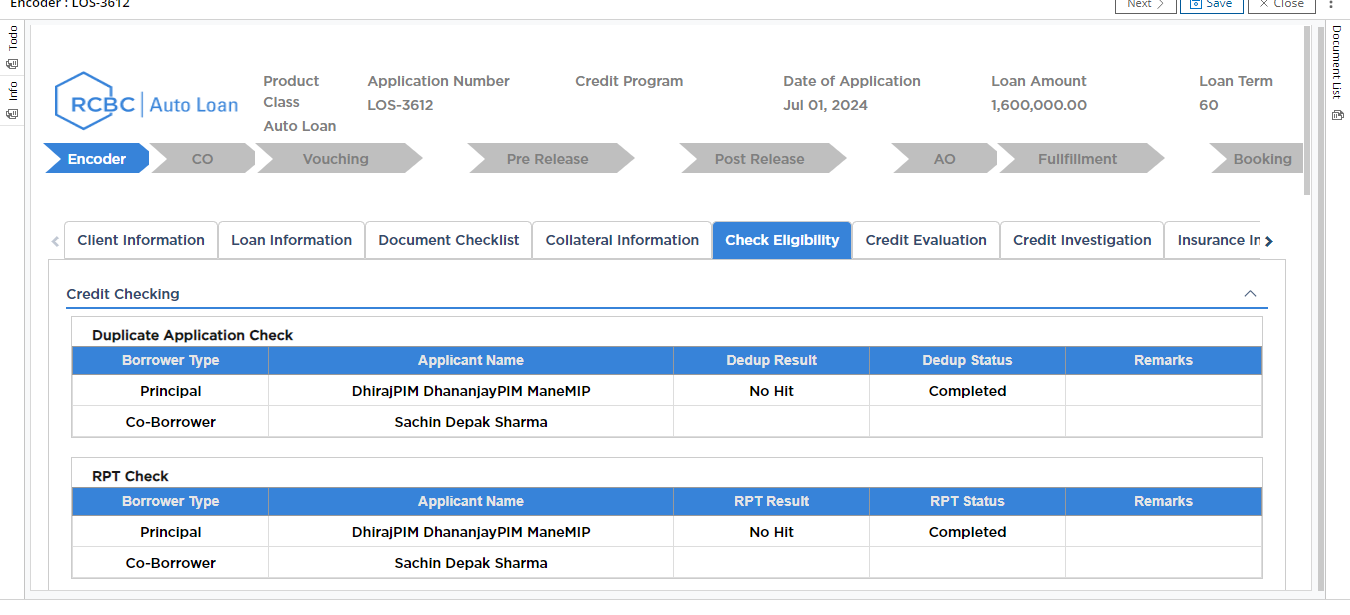 Encoder : LOS-3612
Next
Save
Close
Todo
Info
Document List
RCBC Auto Loan
Product Class
Auto Loan
Application Number
LOS-3612
Credit Program
Date of Application
Jul 01, 2024
Loan Amount
1,600,000.00
Loan Term
60
Encoder CO Vouching Pre Release Post Release AO Fullfillment Booking
Client Information Loan Information Document Checklist Collateral Information Check Eligibility Credit Evaluation Credit Investigation Insurance In
Credit Checking
Duplicate Application Check
Borrower Type Applicant Name Dedup Result Dedup Status Remarks
Principal DhirajPIM DhananjayPIM ManeMIP No Hit Completed
Co-Borrower Sachin Depak Sharma
RPT Check
Borrower Type Applicant Name RPT Result RPT Status Remarks
Principal DhirajPIM DhananjayPIM ManeMIP No Hit Completed
Co-Borrower Sachin Depak Sharma